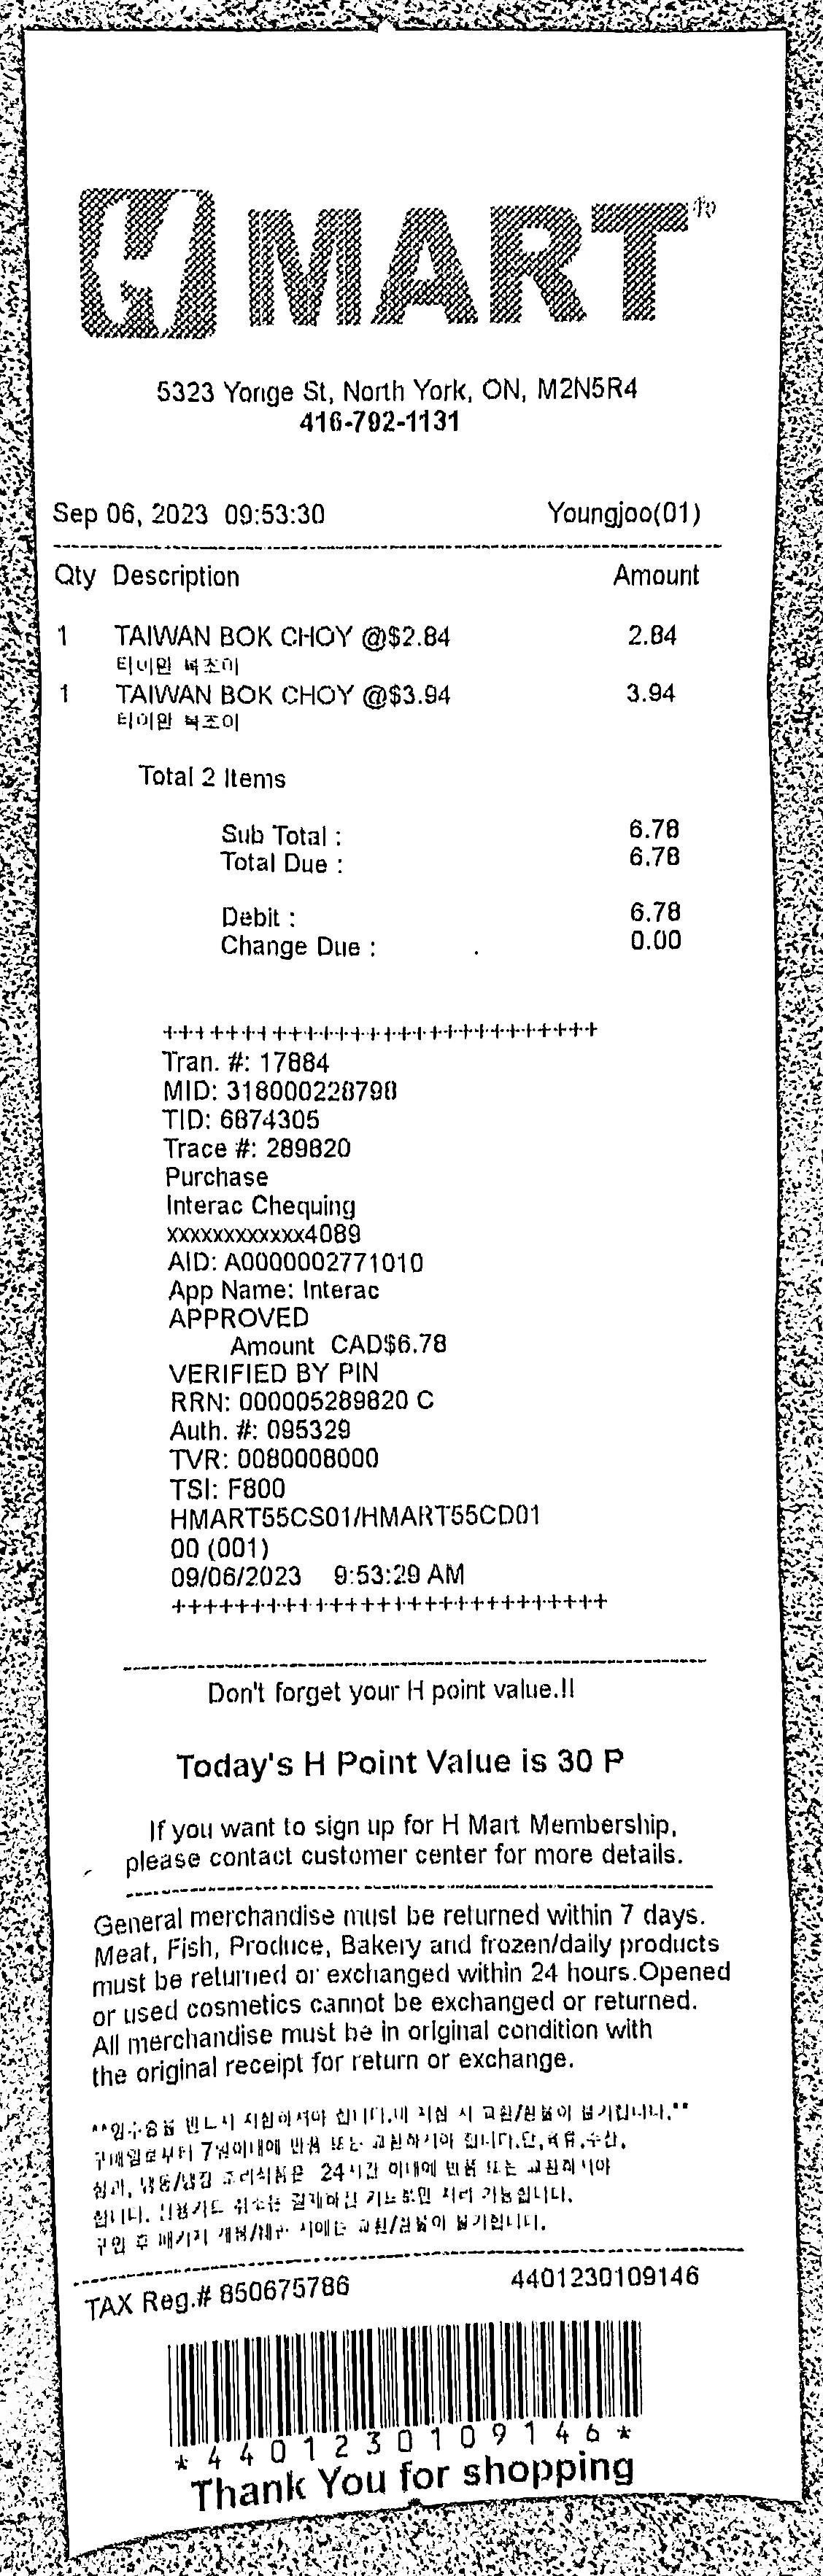 H MART
5323 Yonge St, North York, ON, M2N5R4
416-792-1131
Sep 06, 2023 09:53:30 Youngjoo(01)
Qty Description Amount
1 TAIWAN BOK CHOY @$2.84 2.84
타이완 복초이
1 TAIWAN BOK CHOY @$3.94 3.94
타이완 복초이
Total 2 Items
Sub Total : 6.78
Total Due : 6.78
Debit : 6.78
Change Due : 0.00
++++++++++++++++++++++++++++
Tran. #: 17884
MID: 318000228798
TID: 6874305
Trace #: 289820
Purchase
Interac Chequing
xxxxxxxxxxxx4089
AID: A0000002771010
App Name: Interac
APPROVED
Amount CAD$6.78
VERIFIED BY PIN
RRN: 000005289820 C
Auth. #: 095329
TVR: 0080008000
TSI: F800
HMART55CS01/HMART55CD01
00 (001)
09/06/2023 9:53:29 AM
++++++++++++++++++++++++++++
Don't forget your H point value.!!
Today's H Point Value is 30 P
If you want to sign up for H Mart Membership,
please contact customer center for more details.
General merchandise must be returned within 7 days.
Meat, Fish, Produce, Bakery and frozen/daily products
must be returned or exchanged within 24 hours.Opened
or used cosmetics cannot be exchanged or returned.
All merchandise must be in original condition with
the original receipt for return or exchange.
**영수증을 반드시 지참하셔야 합니다.미 지참 시 교환/환불이 불가합니다.**
구매일로부터 7일이내에 반품 또는 교환하셔야 합니다.단,육류,수산,
청과, 냉동/냉장 조리식품은 24시간 이내에 반품 또는 교환하셔야
합니다. 신용카드 취소는 결제하신 카드로만 처리 가능합니다.
구입 후 패키지 개봉/훼손 시에는 교환/환불이 불가합니다.
TAX Reg.# 850675786 4401230109146
*4401230109146*
Thank You for shopping